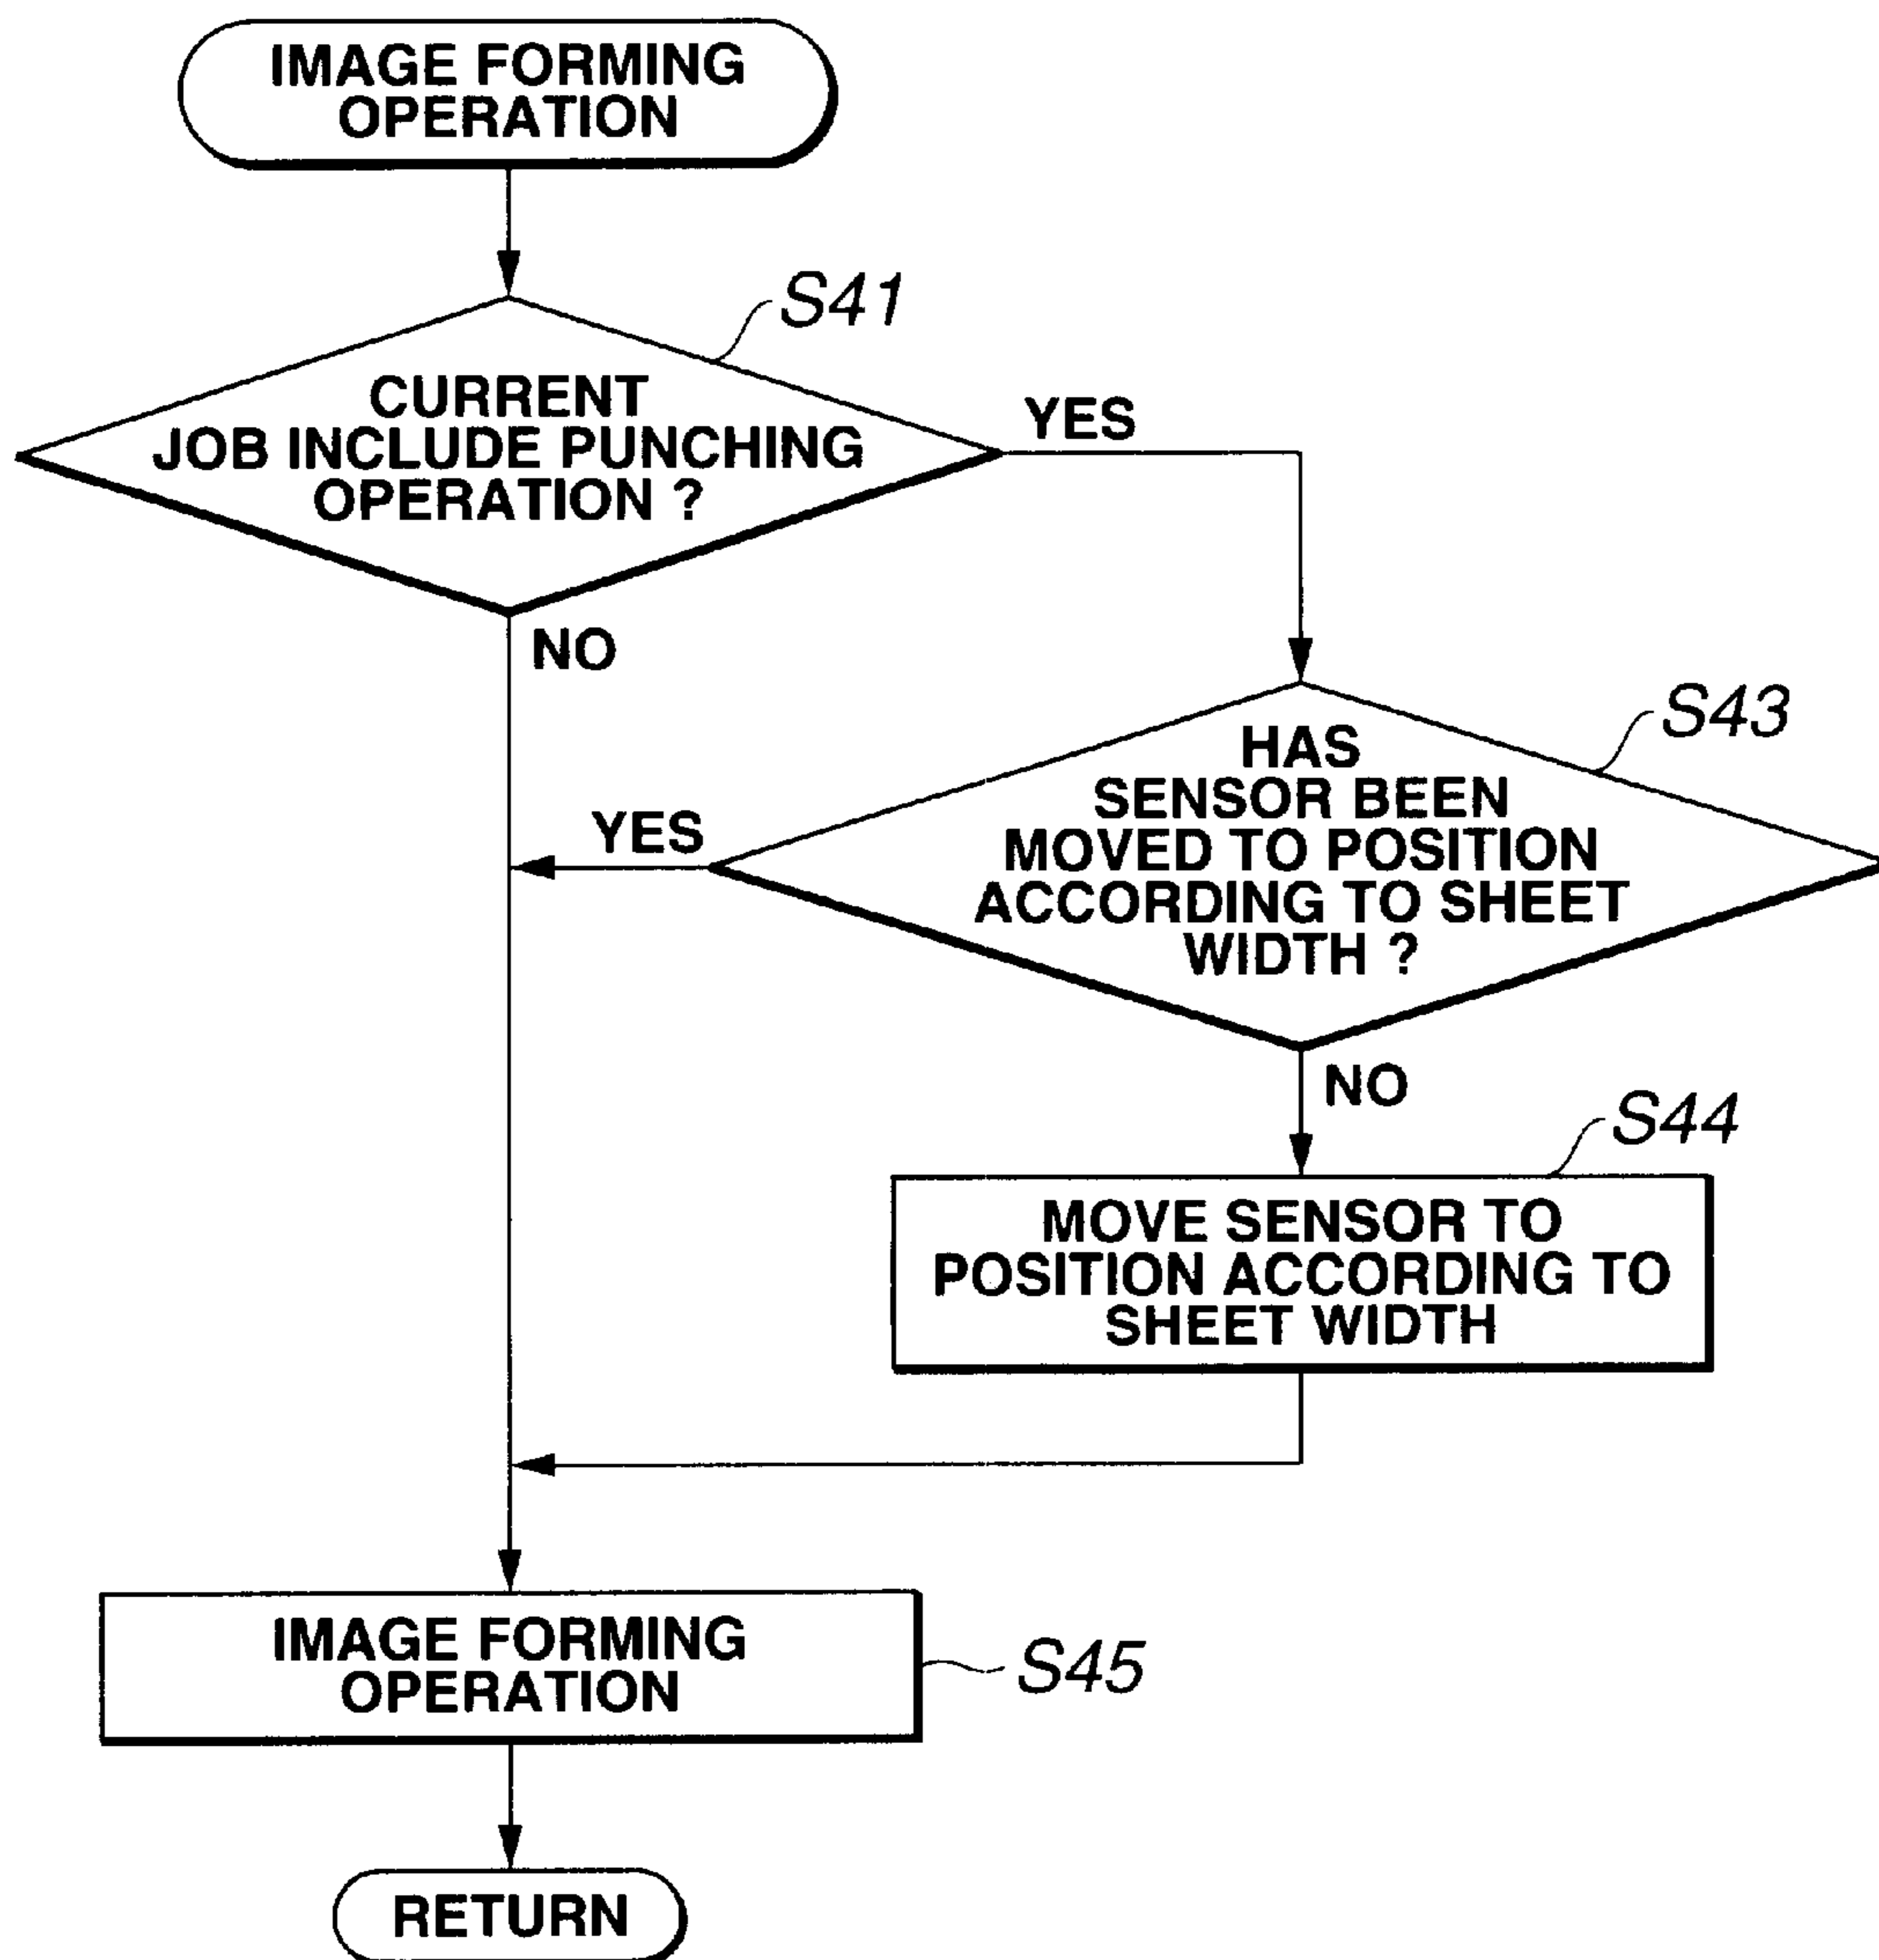 IMAGE FORMING
OPERATION
S41
CURRENT
JOB INCLUDE PUNCHING
OPERATION ?
YES
NO
S43
HAS
SENSOR BEEN
MOVED TO POSITION
ACCORDING TO SHEET
WIDTH ?
YES
NO
S44
MOVE SENSOR TO
POSITION ACCORDING TO
SHEET WIDTH
IMAGE FORMING
OPERATION
S45
RETURN